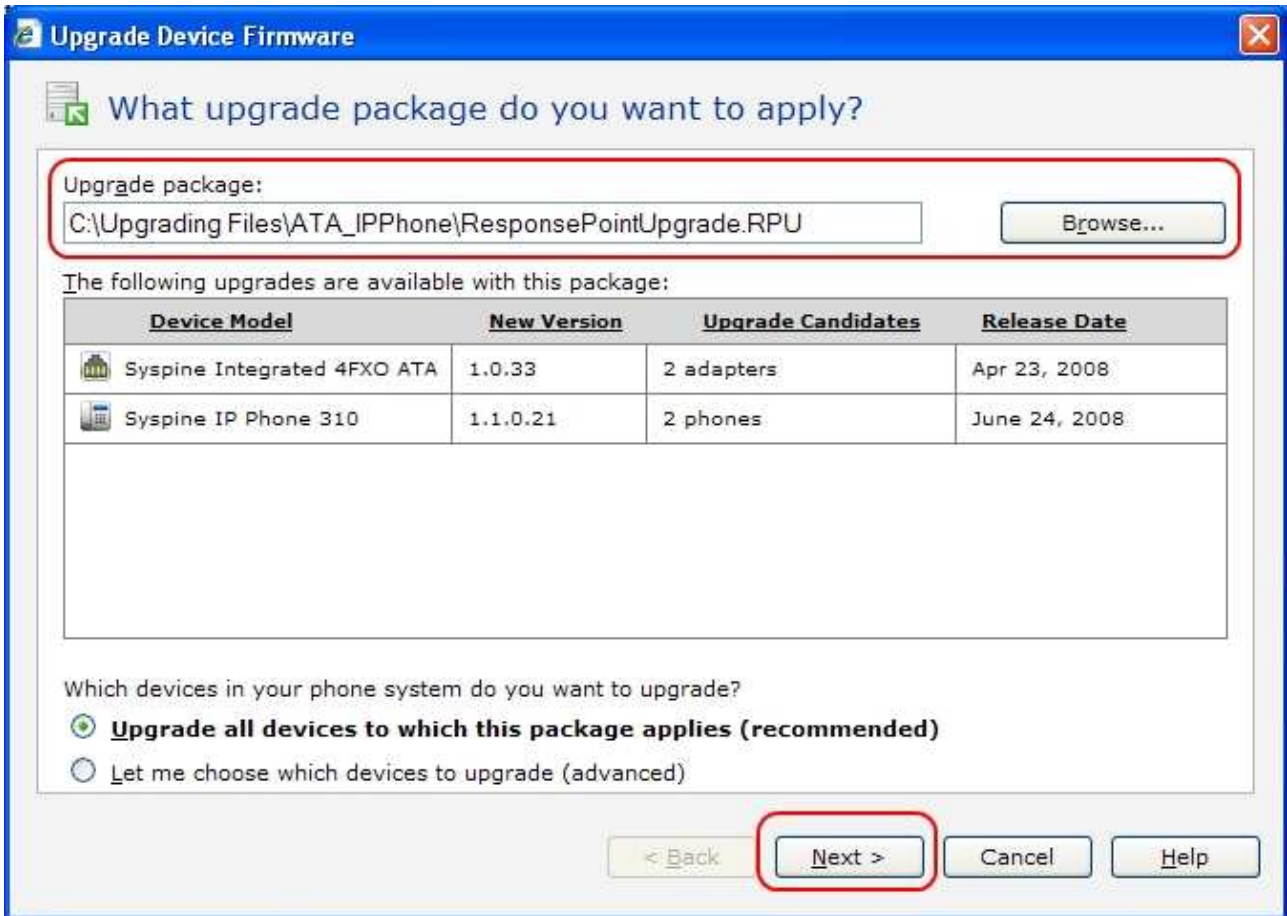 Upgrade Device Firmware
What upgrade package do you want to apply?
Upgrade package:
C:\Upgrading Files\ATA_IPPhone\ResponsePointUpgrade.RPU Browse...
The following upgrades are available with this package:
Device Model New Version Upgrade Candidates Release Date
Syspine Integrated 4FXO ATA 1.0.33 2 adapters Apr 23, 2008
Syspine IP Phone 310 1.1.0.21 2 phones June 24, 2008
Which devices in your phone system do you want to upgrade?
Upgrade all devices to which this package applies (recommended)
Let me choose which devices to upgrade (advanced)
< Back Next > Cancel Help